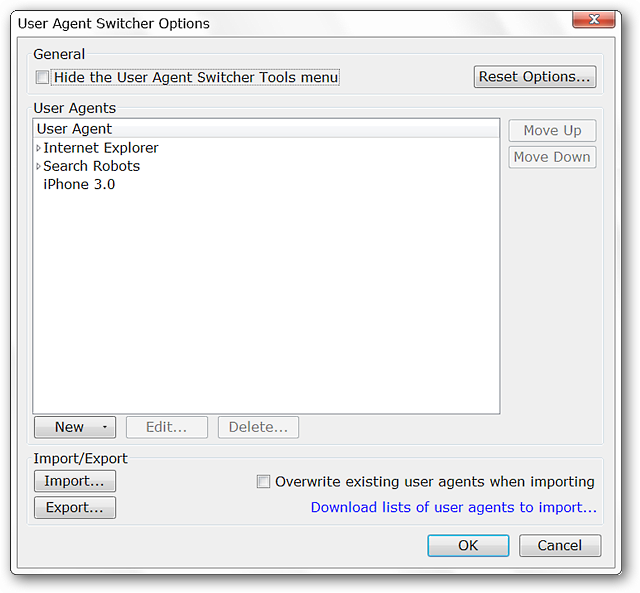 User Agent Switcher Options
General
Hide the User Agent Switcher Tools menu
Reset Options...
User Agents
User Agent
Move Up
Internet Explorer
Move Down
Search Robots
iPhone 3.0
New
Edit...
Delete...
Import/Export
Import...
Overwrite existing user agents when importing
Export...
Download lists of user agents to import...
OK
Cancel